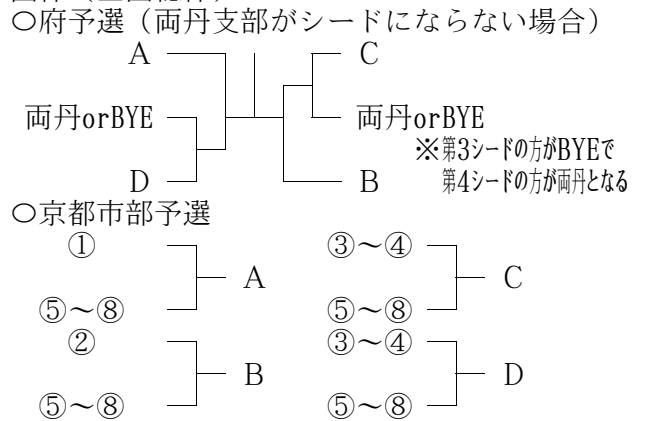 〇府予選（両丹支部がシードにならない場合）
A C
両丹orBYE 両丹orBYE
※第3シードの方がBYEで
D B 第4シードの方が両丹となる
〇京都市部予選
① ③～④
A C
⑤～⑧ ⑤～⑧
② ③～④
B D
⑤～⑧ ⑤～⑧